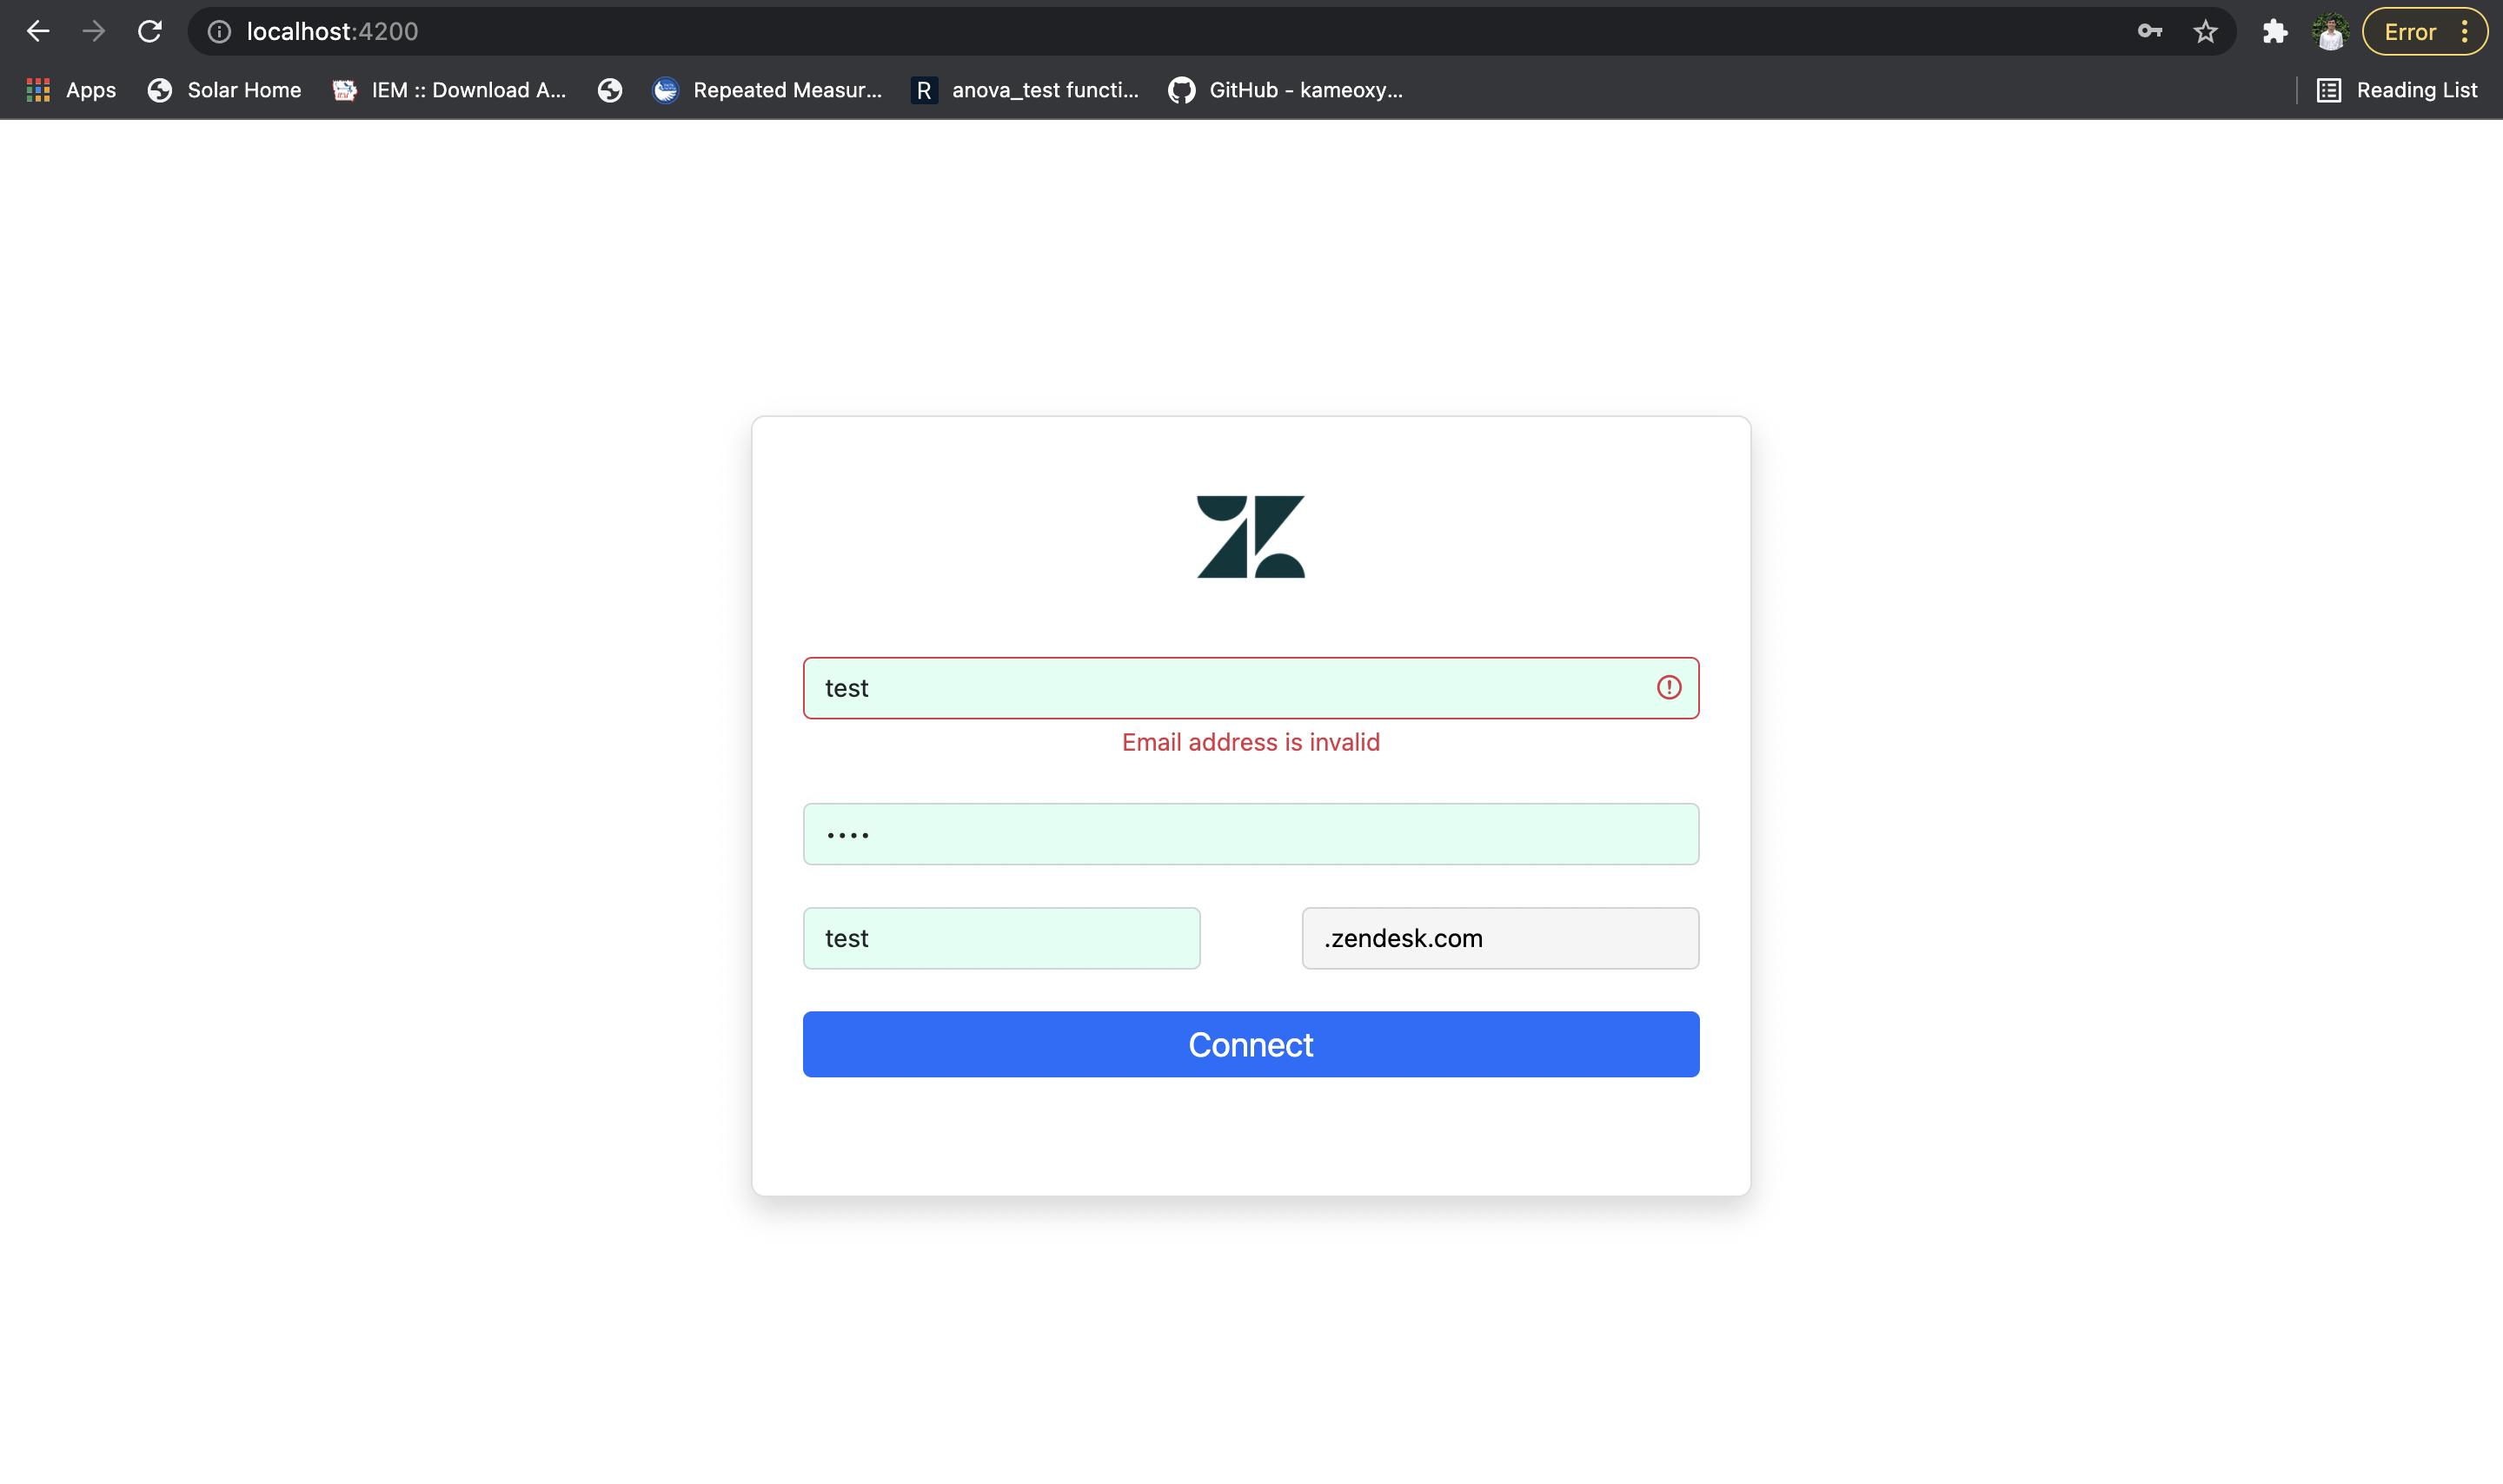 localhost:4200
Error
Apps
Solar Home
IEM :: Download A...
Repeated Measur...
R
anova_test functi...
GitHub - kameoxy...
Reading List
test
Email address is invalid
••••
test
.zendesk.com
Connect